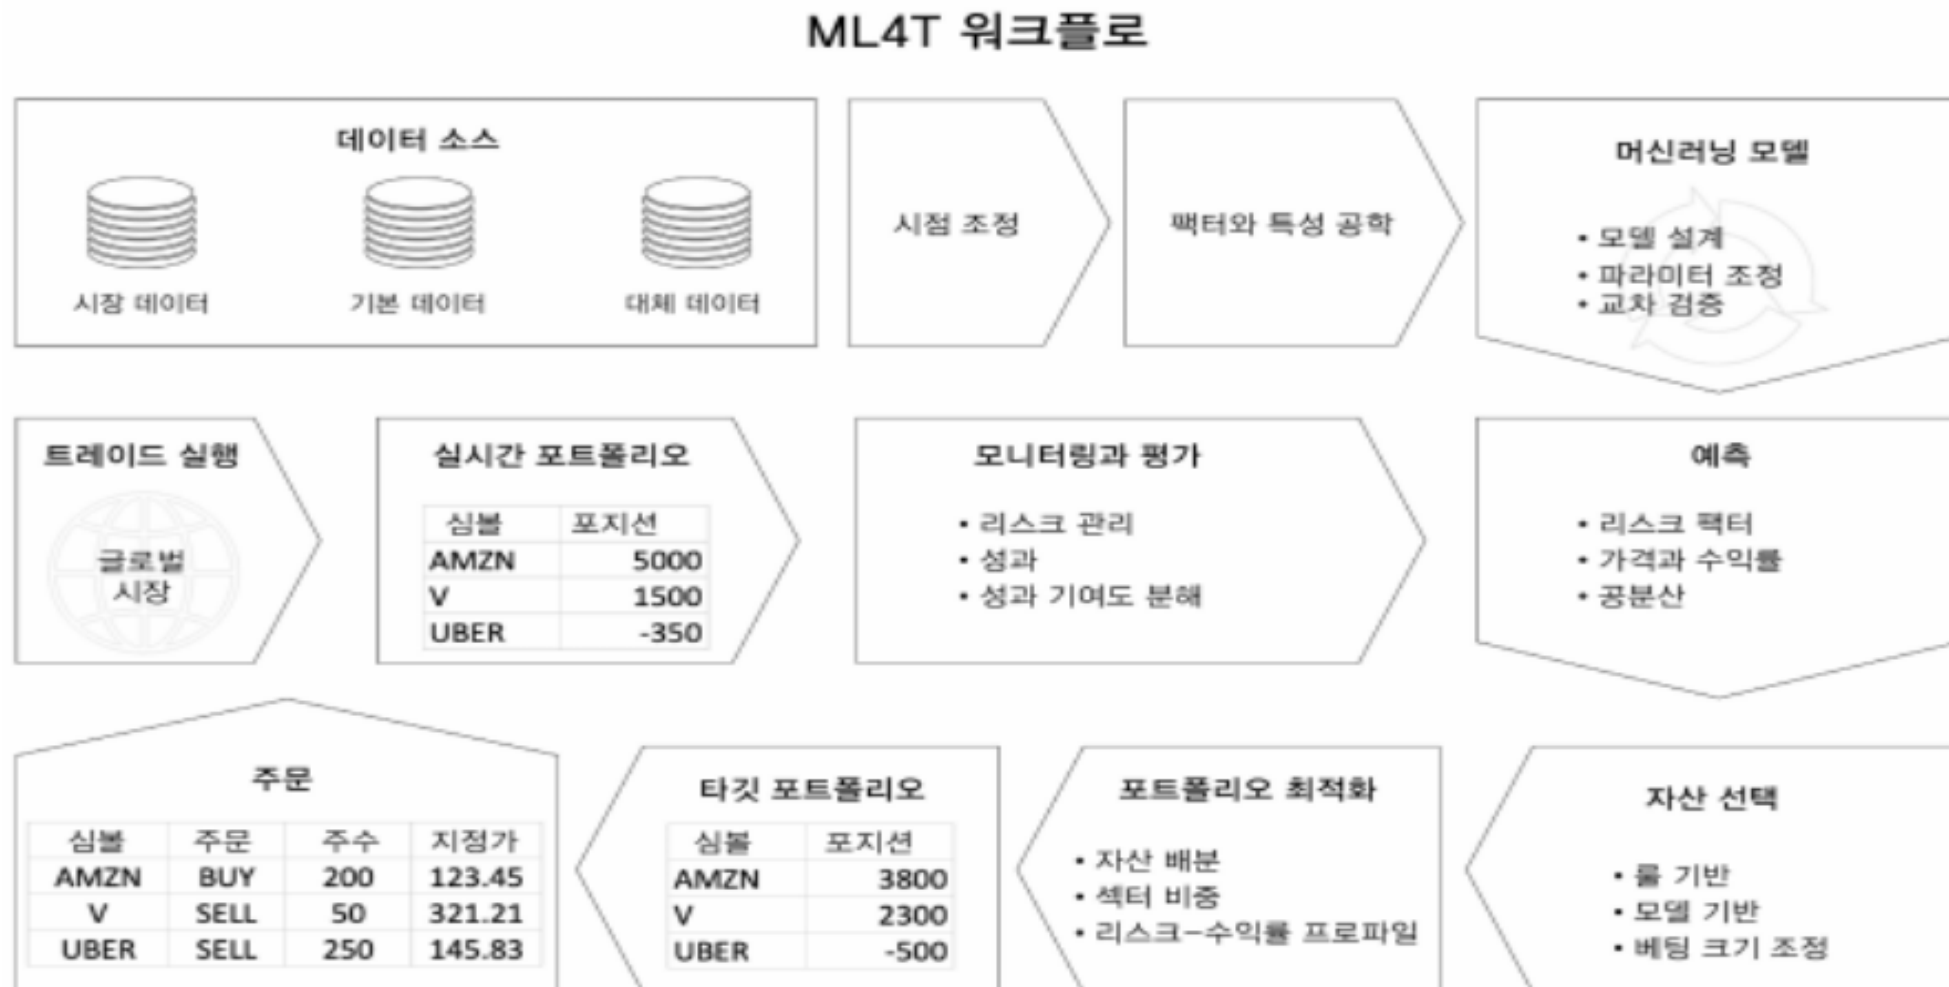 ML4T 워크플로
데이터 소스
시장 데이터
기본 데이터
대체 데이터
시점 조정
팩터와 특성 공학
머신러닝 모델
• 모델 설계
• 파라미터 조정
• 교차 검증
트레이드 실행
글로벌
시장
실시간 포트폴리오
심볼 포지션
AMZN 5000
V 1500
UBER -350
모니터링과 평가
• 리스크 관리
• 성과
• 성과 기여도 분해
예측
• 리스크 팩터
• 가격과 수익률
• 공분산
주문
심볼 주문 주수 지정가
AMZN BUY 200 123.45
V SELL 50 321.21
UBER SELL 250 145.83
타깃 포트폴리오
심볼 포지션
AMZN 3800
V 2300
UBER -500
포트폴리오 최적화
• 자산 배분
• 섹터 비중
• 리스크-수익률 프로파일
자산 선택
• 룰 기반
• 모델 기반
• 베팅 크기 조정